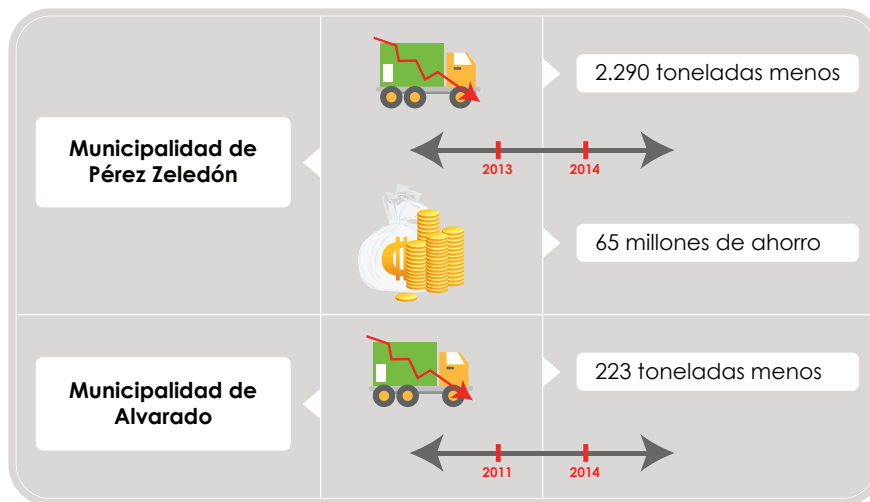 Municipalidad de
Pérez Zeledón
2.290 toneladas menos
2013
2014
65 millones de ahorro
Municipalidad de
Alvarado
223 toneladas menos
2011
2014